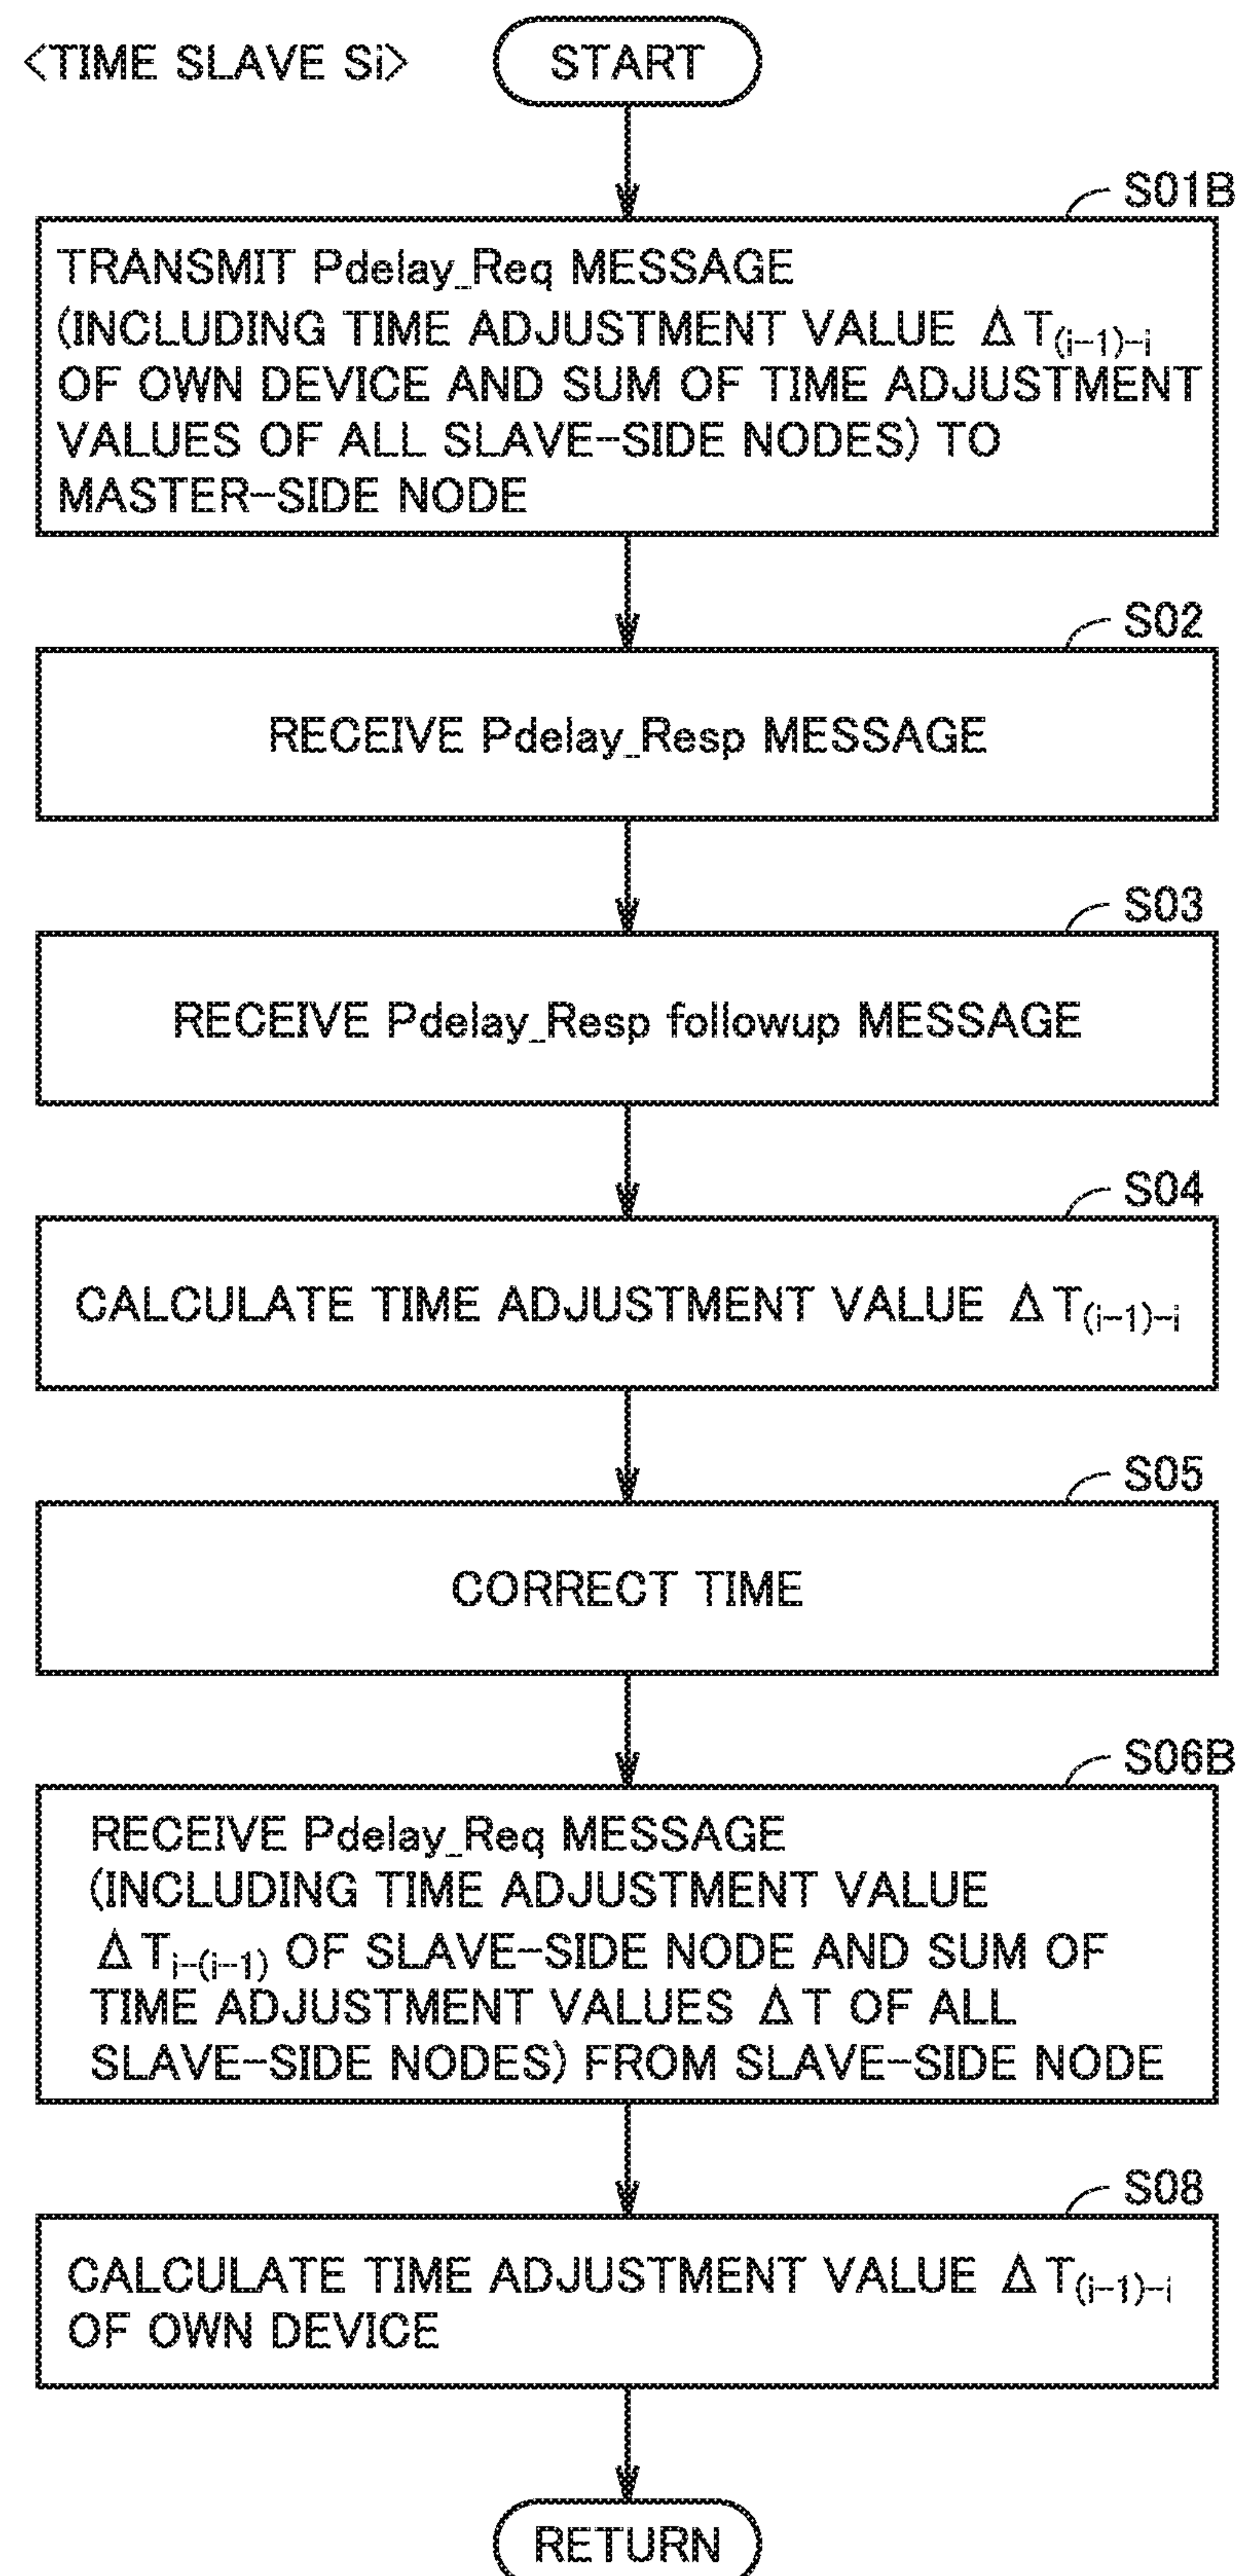 <TIME SLAVE Si>
START
S01B
TRANSMIT Pdelay_Req MESSAGE
(INCLUDING TIME ADJUSTMENT VALUE ΔT(i-1)-i
OF OWN DEVICE AND SUM OF TIME ADJUSTMENT
VALUES OF ALL SLAVE-SIDE NODES) TO
MASTER-SIDE NODE
S02
RECEIVE Pdelay_Resp MESSAGE
S03
RECEIVE Pdelay_Resp followup MESSAGE
S04
CALCULATE TIME ADJUSTMENT VALUE ΔT(i-1)-i
S05
CORRECT TIME
S06B
RECEIVE Pdelay_Req MESSAGE
(INCLUDING TIME ADJUSTMENT VALUE
ΔTi-(i-1) OF SLAVE-SIDE NODE AND SUM OF
TIME ADJUSTMENT VALUES ΔT OF ALL
SLAVE-SIDE NODES) FROM SLAVE-SIDE NODE
S08
CALCULATE TIME ADJUSTMENT VALUE ΔT(i-1)-i
OF OWN DEVICE
RETURN